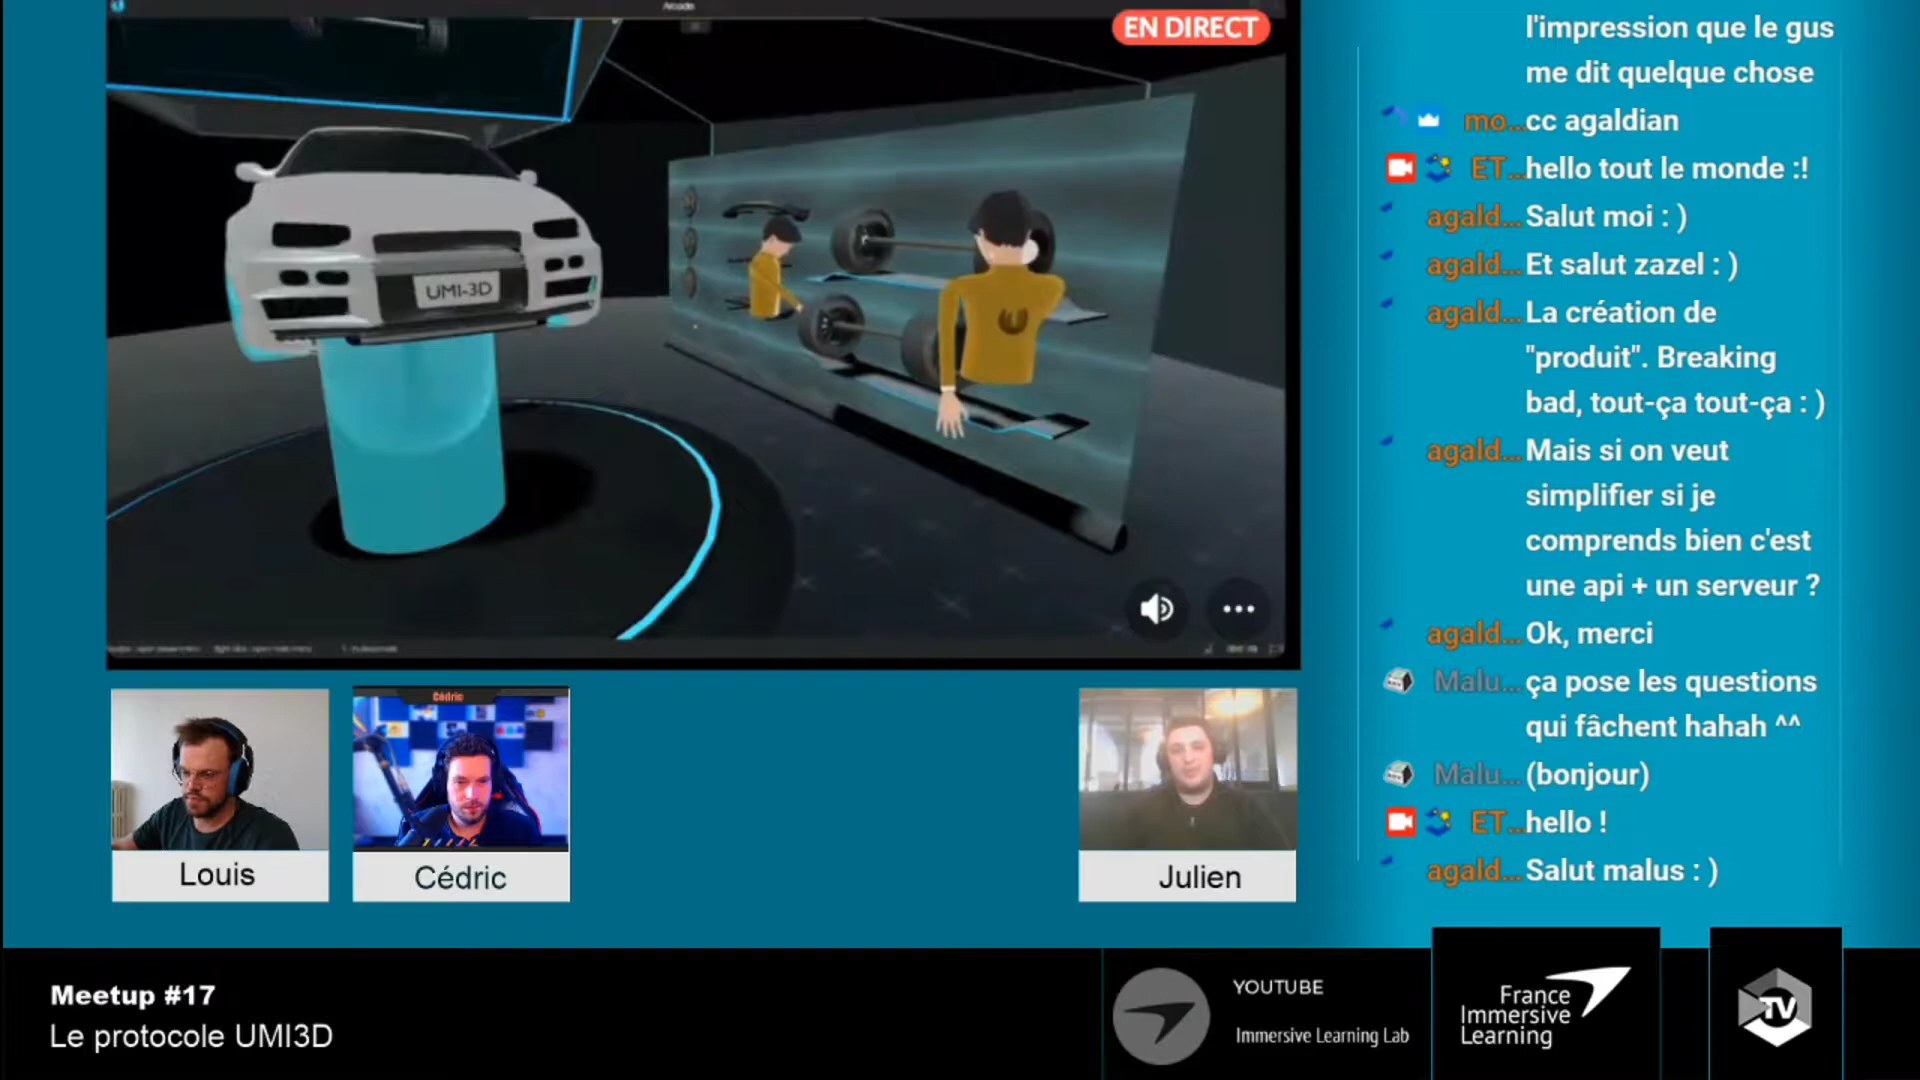 Arcade
EN DIRECT
UMI-3D
l'impression que le gus
me dit quelque chose
mo... cc agaldian
ET... hello tout le monde :!
agald... Salut moi : )
agald... Et salut zazel : )
agald... La création de
"produit". Breaking
bad, tout-ça tout-ça : )
agald... Mais si on veut
simplifier si je
comprends bien c'est
une api + un serveur ?
agald... Ok, merci
Malu... ça pose les questions
qui fâchent hahah ^^
Malu... (bonjour)
ET... hello !
agald... Salut malus : )
Cédric
Louis
Cédric
Julien
Meetup #17
Le protocole UMI3D
YOUTUBE
Immersive Learning Lab
France
Immersive
Learning
TV